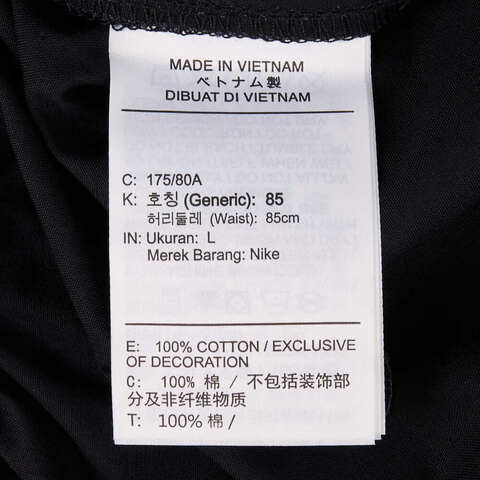 MADE IN VIETNAM
ベトナム製
DIBUAT DI VIETNAM
C: 175/80A
K: 호칭 (Generic): 85
허리둘레 (Waist): 85cm
IN: Ukuran: L
Merek Barang: Nike
E: 100% COTTON / EXCLUSIVE
OF DECORATION
C: 100% 棉 / 不包括装饰部
分及非纤维物质
T: 100% 棉 /